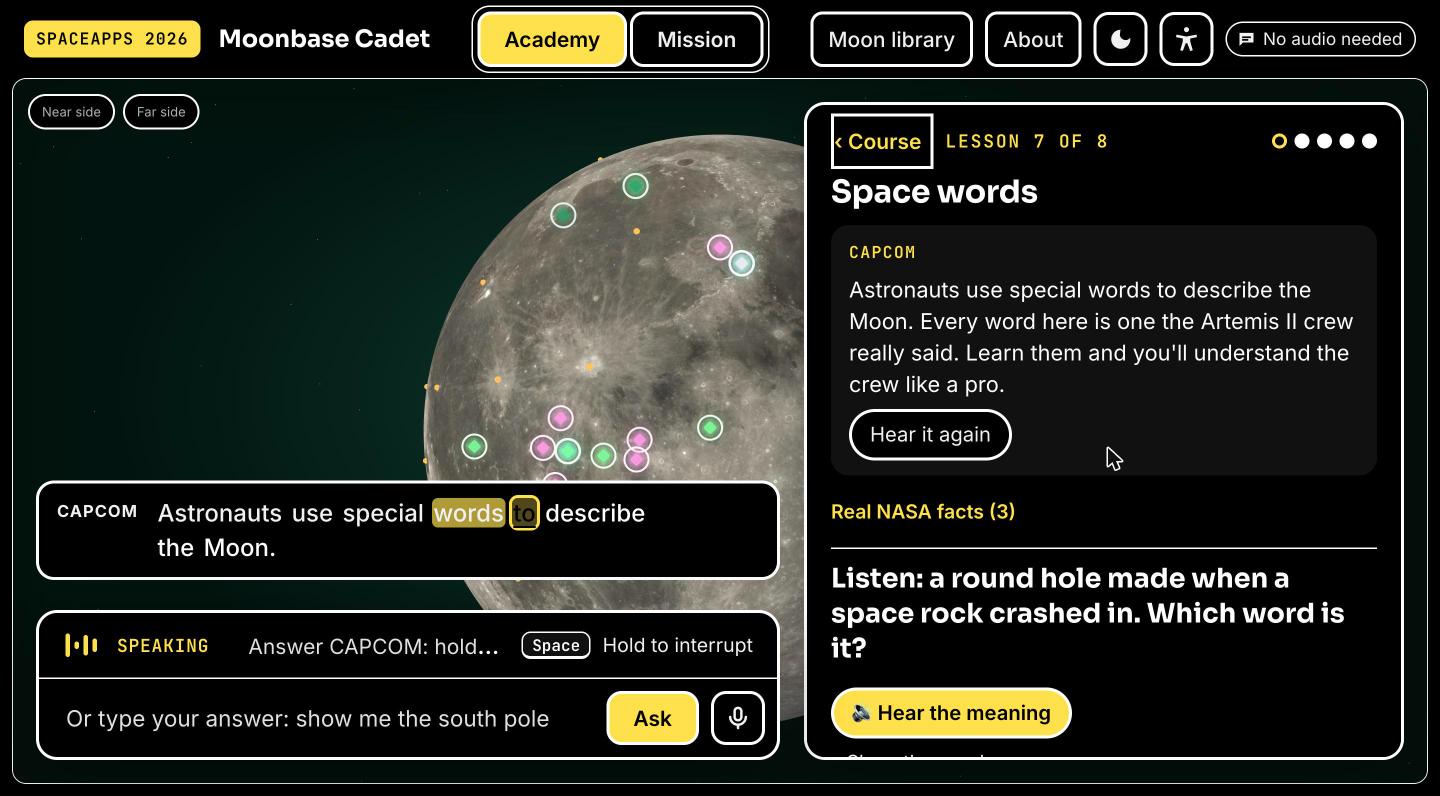 SPACEAPPS 2026
Moonbase Cadet
Academy
Mission
Moon library
About
No audio needed
Near side
Far side
‹ Course
LESSON 7 OF 8
Space words
CAPCOM
Astronauts use special words to describe the
Moon. Every word here is one the Artemis II crew
really said. Learn them and you'll understand the
crew like a pro.
Hear it again
Real NASA facts (3)
Listen: a round hole made when a
space rock crashed in. Which word is
it?
Hear the meaning
CAPCOM
Astronauts use special words to describe
the Moon.
SPEAKING
Answer CAPCOM: hold...
Space
Hold to interrupt
Or type your answer: show me the south pole
Ask